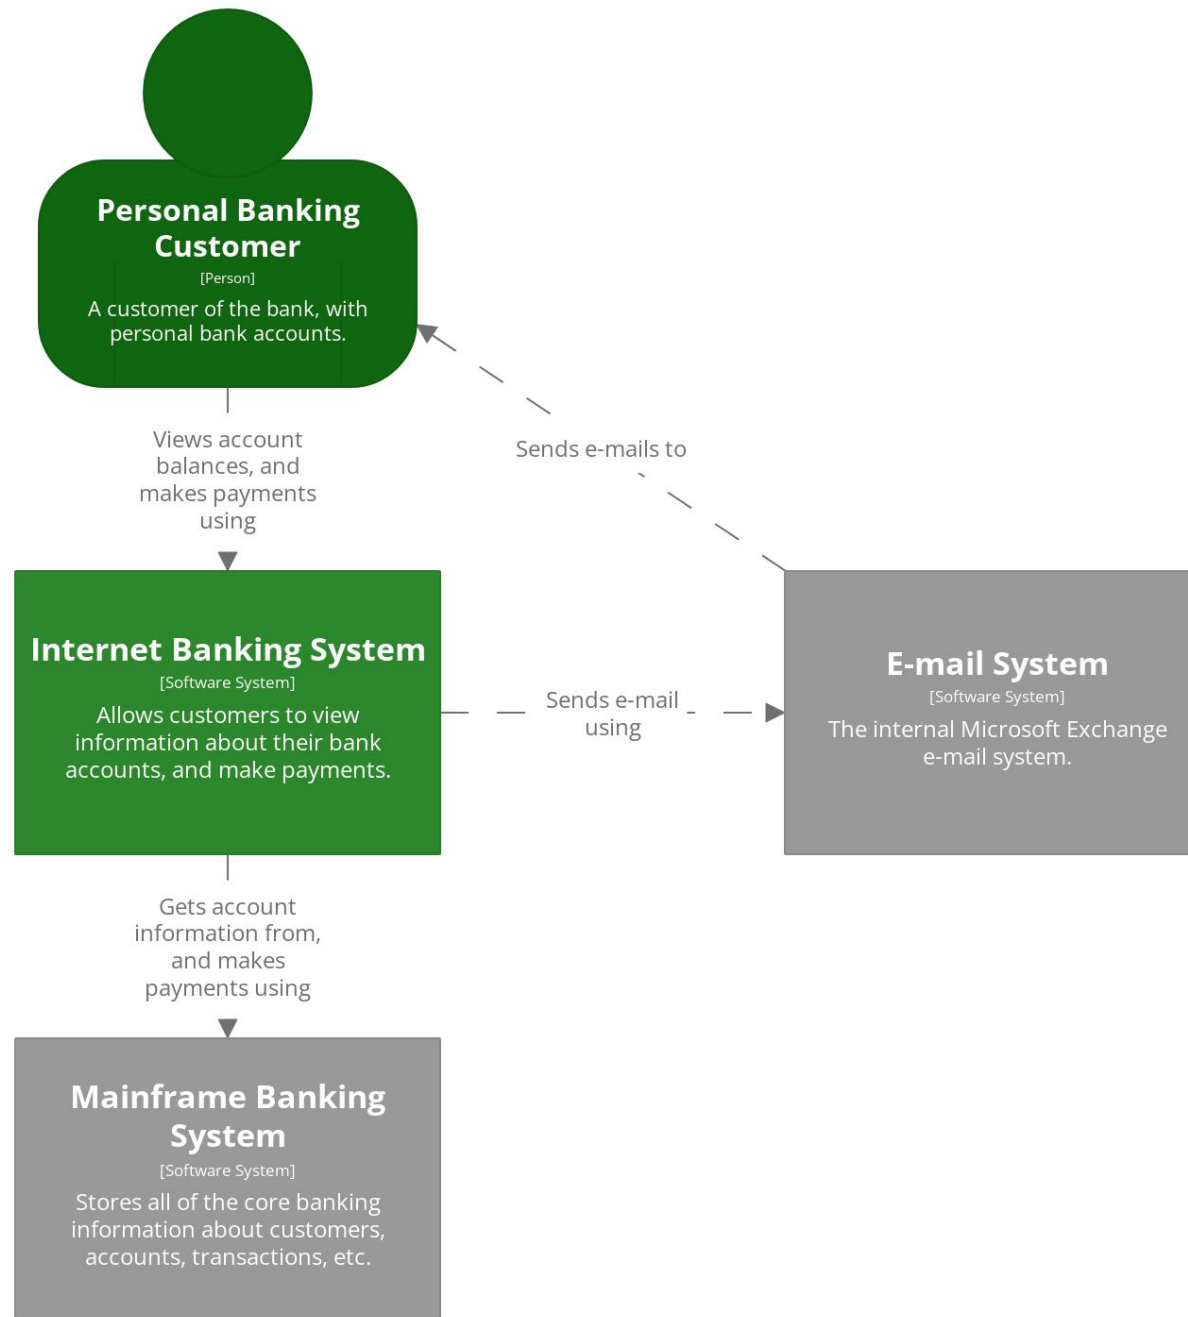 Personal Banking
Customer
[Person]
A customer of the bank, with
personal bank accounts.
Views account
balances, and
makes payments
using
Sends e-mails to
Internet Banking System
[Software System]
Allows customers to view
information about their bank
accounts, and make payments.
Sends e-mail
using
E-mail System
[Software System]
The internal Microsoft Exchange
e-mail system.
Gets account
information from,
and makes
payments using
Mainframe Banking
System
[Software System]
Stores all of the core banking
information about customers,
accounts, transactions, etc.